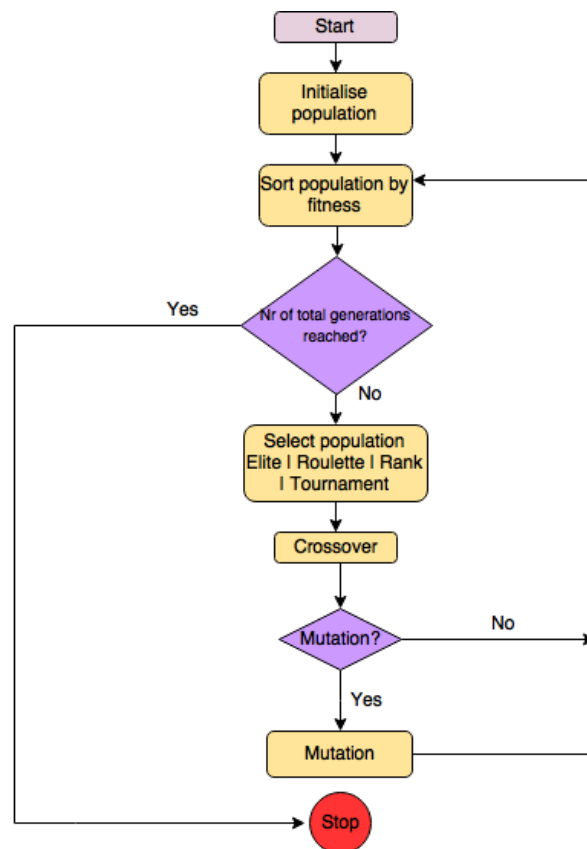 Start
Initialise
population
Sort population by
fitness
Yes
Nr of total generations
reached?
No
Select population
Elite | Roulette | Rank
| Tournament
Crossover
Mutation?
No
Yes
Mutation
Stop